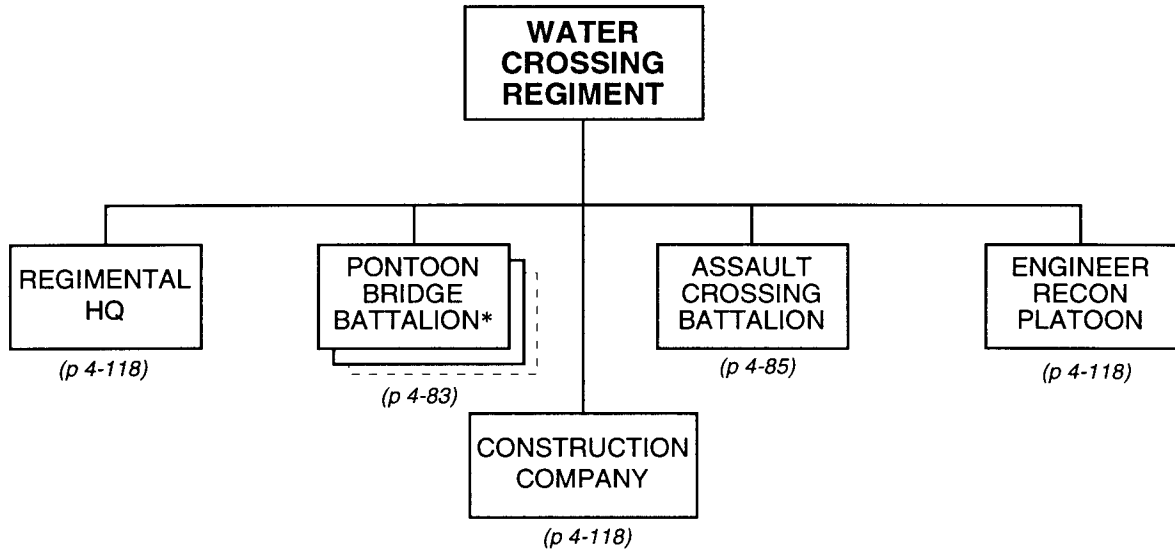 WATER
CROSSING
REGIMENT
REGIMENTAL
HQ
(p 4-118)
PONTOON
BRIDGE
BATTALION*
(p 4-83)
ASSAULT
CROSSING
BATTALION
(p 4-85)
ENGINEER
RECON
PLATOON
(p 4-118)
CONSTRUCTION
COMPANY
(p 4-118)